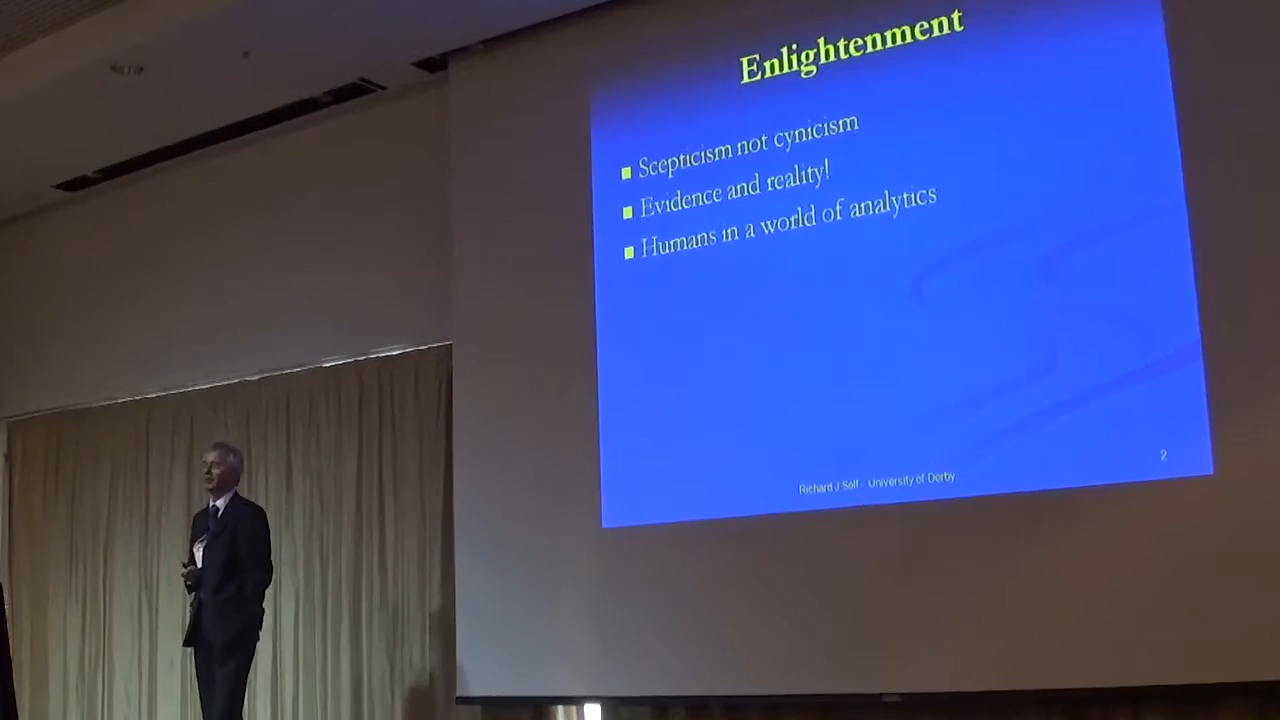 Enlightenment
Scepticism not cynicism
Evidence and reality!
Humans in a world of analytics
Richard J Self - University of Derby
2